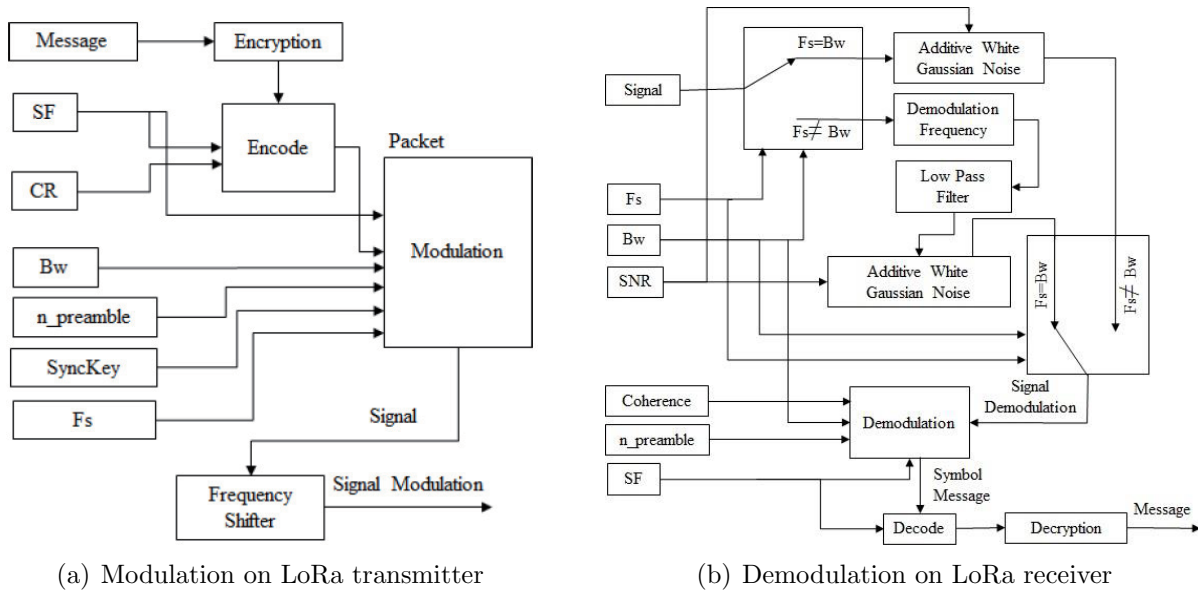 Message
Encryption
SF
Encode
Packet
CR
Modulation
Bw
n_preamble
SyncKey
Fs
Signal
Frequency
Shifter
Signal Modulation
(a) Modulation on LoRa transmitter
Fs=Bw
Additive White
Gaussian Noise
Signal
Fs≠ Bw
Demodulation
Frequency
Low Pass
Filter
Fs
Bw
SNR
Additive White
Gaussian Noise
Fs=Bw
Fs≠ Bw
Signal
Demodulation
Coherence
Demodulation
n_preamble
SF
Symbol
Message
Decode
Decryption
Message
(b) Demodulation on LoRa receiver